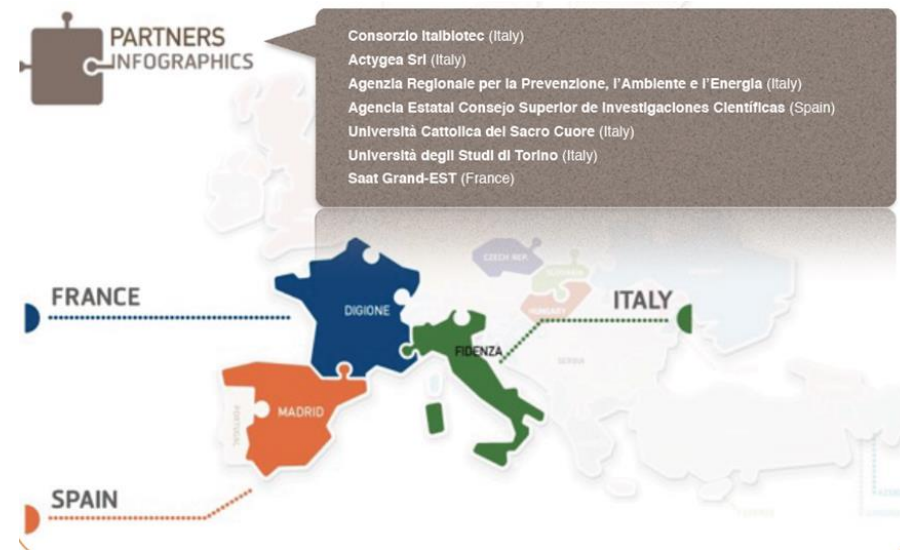 PARTNERS
INFOGRAPHICS
Consorzio Italbiotec (Italy)
Actygea Srl (Italy)
Agenzia Regionale per la Prevenzione, l'Ambiente e l'Energia (Italy)
Agencia Estatal Consejo Superior de Investigaciones Científicas (Spain)
Università Cattolica del Sacro Cuore (Italy)
Università degli Studi di Torino (Italy)
Saat Grand-EST (France)
CZECH REP.
SLOVAKIA
HUNGARY
FRANCE
ITALY
DIGIONE
FIDENZA
SERBIA
MADRID
PORTUGAL
SPAIN